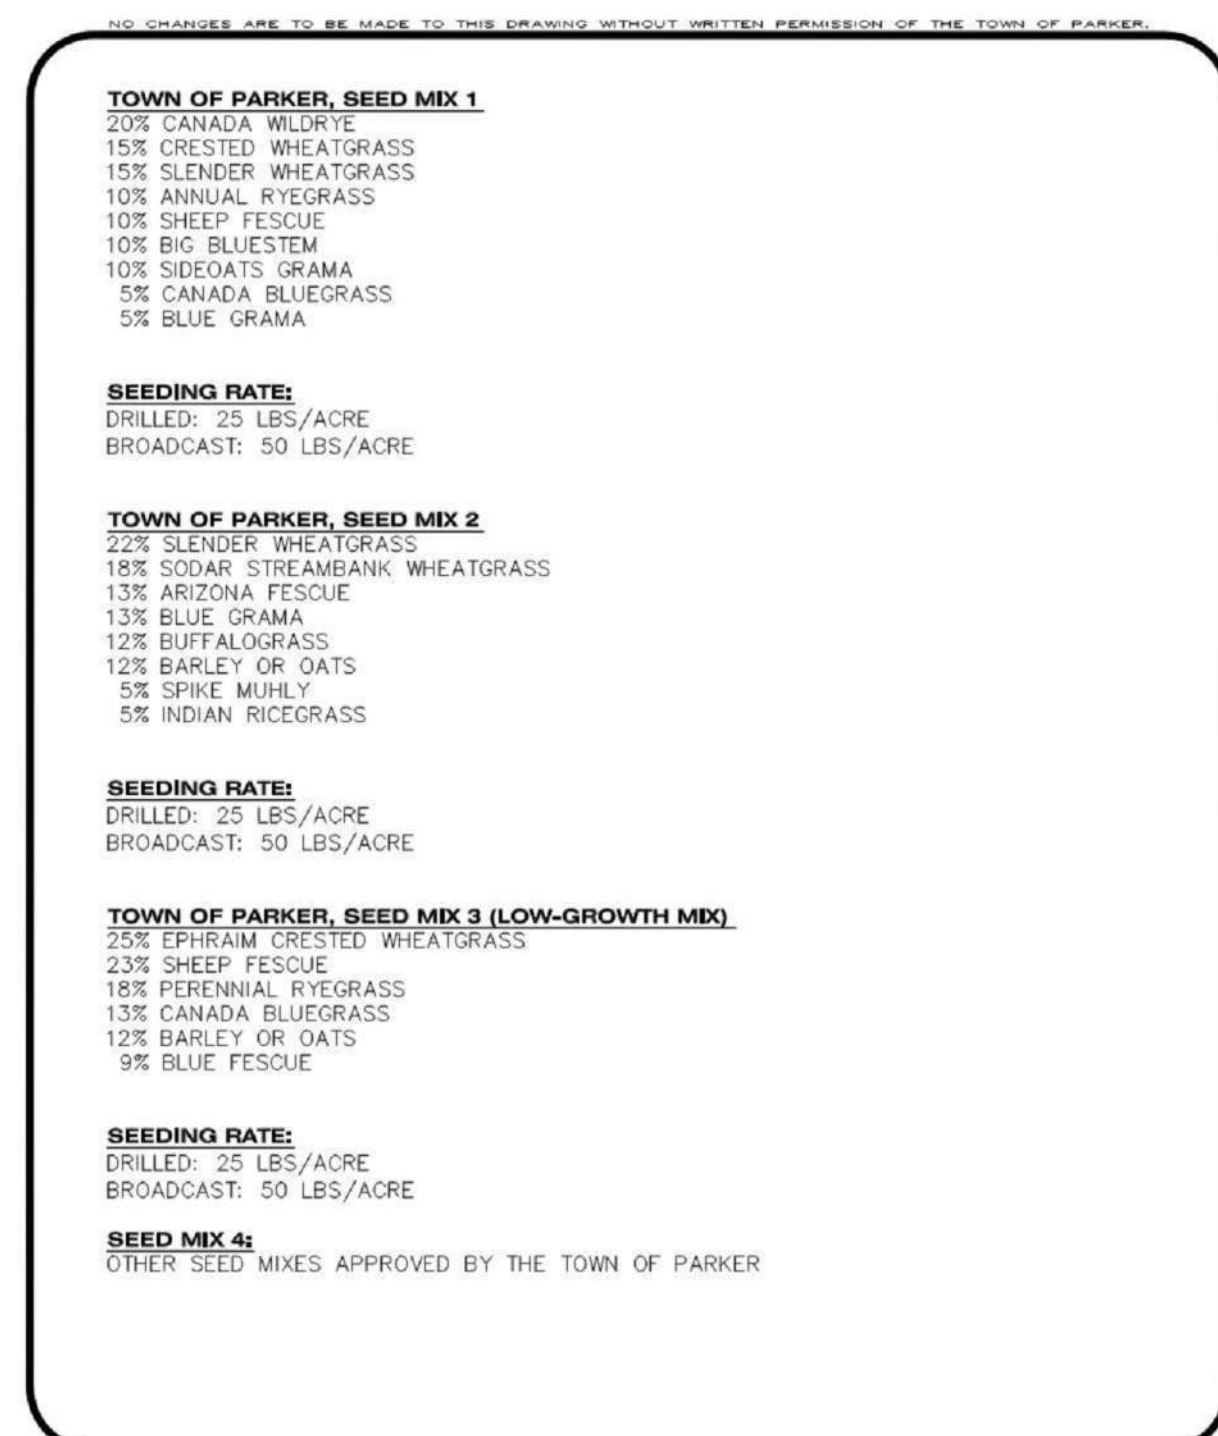 NO CHANGES ARE TO BE MADE TO THIS DRAWING WITHOUT WRITTEN PERMISSION OF THE TOWN OF PARKER.
TOWN OF PARKER, SEED MIX 1
20% CANADA WILDRYE
15% CRESTED WHEATGRASS
15% SLENDER WHEATGRASS
10% ANNUAL RYEGRASS
10% SHEEP FESCUE
10% BIG BLUESTEM
10% SIDEOATS GRAMA
5% CANADA BLUEGRASS
5% BLUE GRAMA
SEEDING RATE:
DRILLED: 25 LBS/ACRE
BROADCAST: 50 LBS/ACRE
TOWN OF PARKER, SEED MIX 2
22% SLENDER WHEATGRASS
18% SODAR STREAMBANK WHEATGRASS
13% ARIZONA FESCUE
13% BLUE GRAMA
12% BUFFALOGRASS
12% BARLEY OR OATS
5% SPIKE MUHLY
5% INDIAN RICEGRASS
SEEDING RATE:
DRILLED: 25 LBS/ACRE
BROADCAST: 50 LBS/ACRE
TOWN OF PARKER, SEED MIX 3 (LOW-GROWTH MIX)
25% EPHRAIM CRESTED WHEATGRASS
23% SHEEP FESCUE
18% PERENNIAL RYEGRASS
13% CANADA BLUEGRASS
12% BARLEY OR OATS
9% BLUE FESCUE
SEEDING RATE:
DRILLED: 25 LBS/ACRE
BROADCAST: 50 LBS/ACRE
SEED MIX 4:
OTHER SEED MIXES APPROVED BY THE TOWN OF PARKER